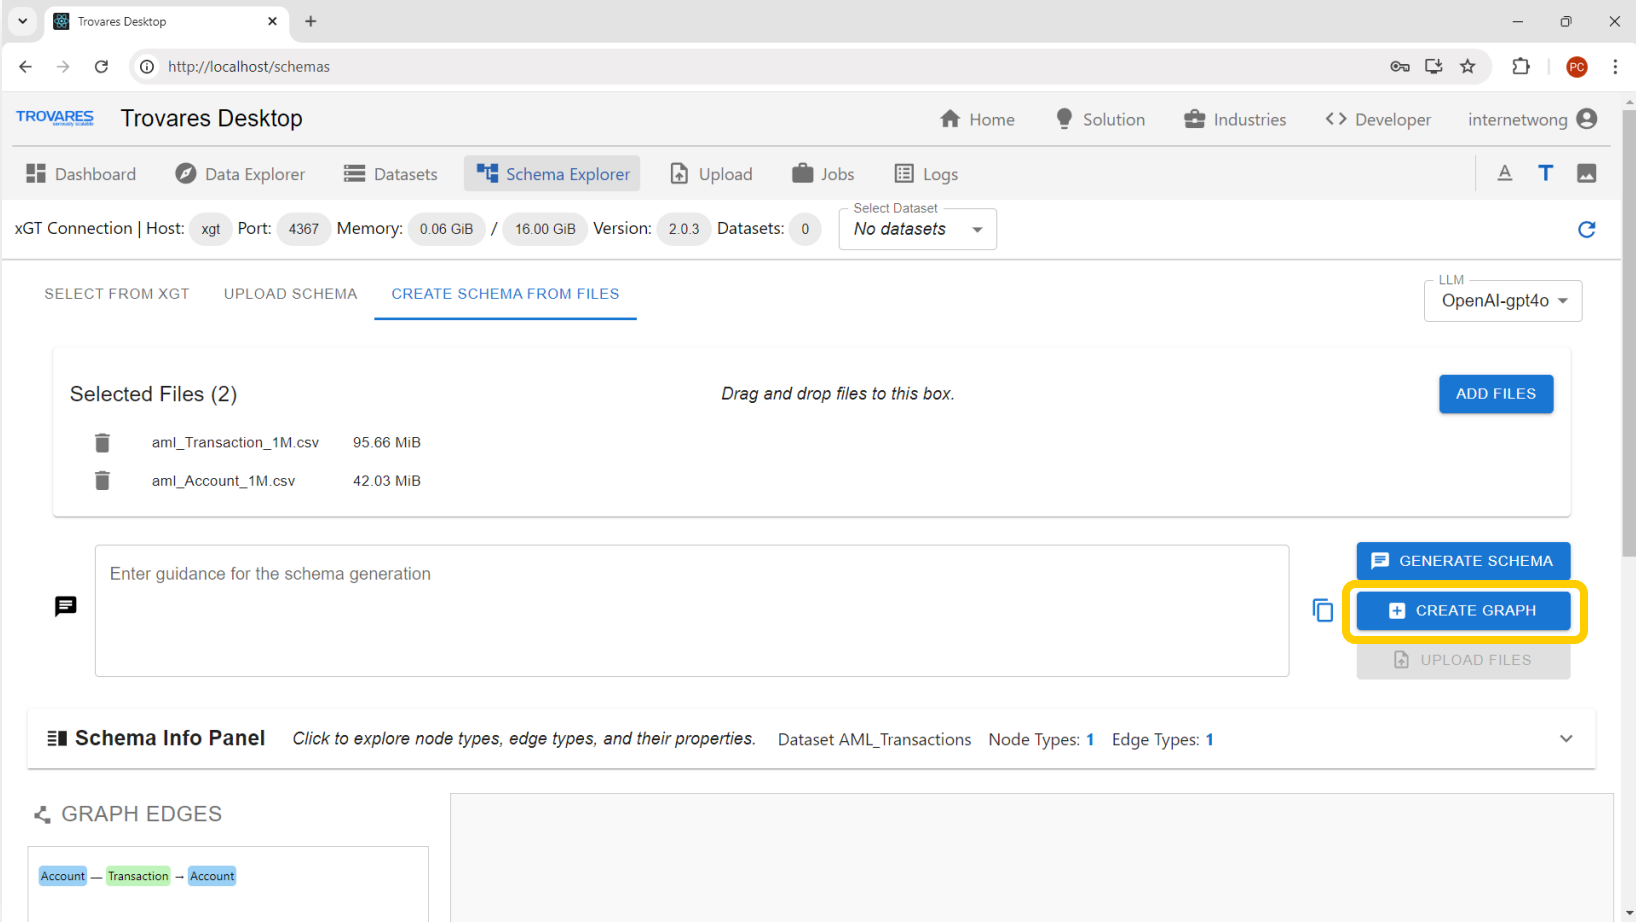 Trovares Desktop
http://localhost/schemas
PC
TROVARES
Trovares Desktop
Home
Solution
Industries
Developer
internetwong
Dashboard
Data Explorer
Datasets
Schema Explorer
Upload
Jobs
Logs
A
T
xGT Connection | Host: xgt Port: 4367 Memory: 0.06 GiB / 16.00 GiB Version: 2.0.3 Datasets: 0
Select Dataset
No datasets
SELECT FROM XGT
UPLOAD SCHEMA
CREATE SCHEMA FROM FILES
LLM
OpenAI-gpt4o
Selected Files (2)
Drag and drop files to this box.
ADD FILES
aml_Transaction_1M.csv 95.66 MiB
aml_Account_1M.csv 42.03 MiB
Enter guidance for the schema generation
GENERATE SCHEMA
CREATE GRAPH
UPLOAD FILES
Schema Info Panel
Click to explore node types, edge types, and their properties.
Dataset AML_Transactions Node Types: 1 Edge Types: 1
GRAPH EDGES
Account — Transaction → Account